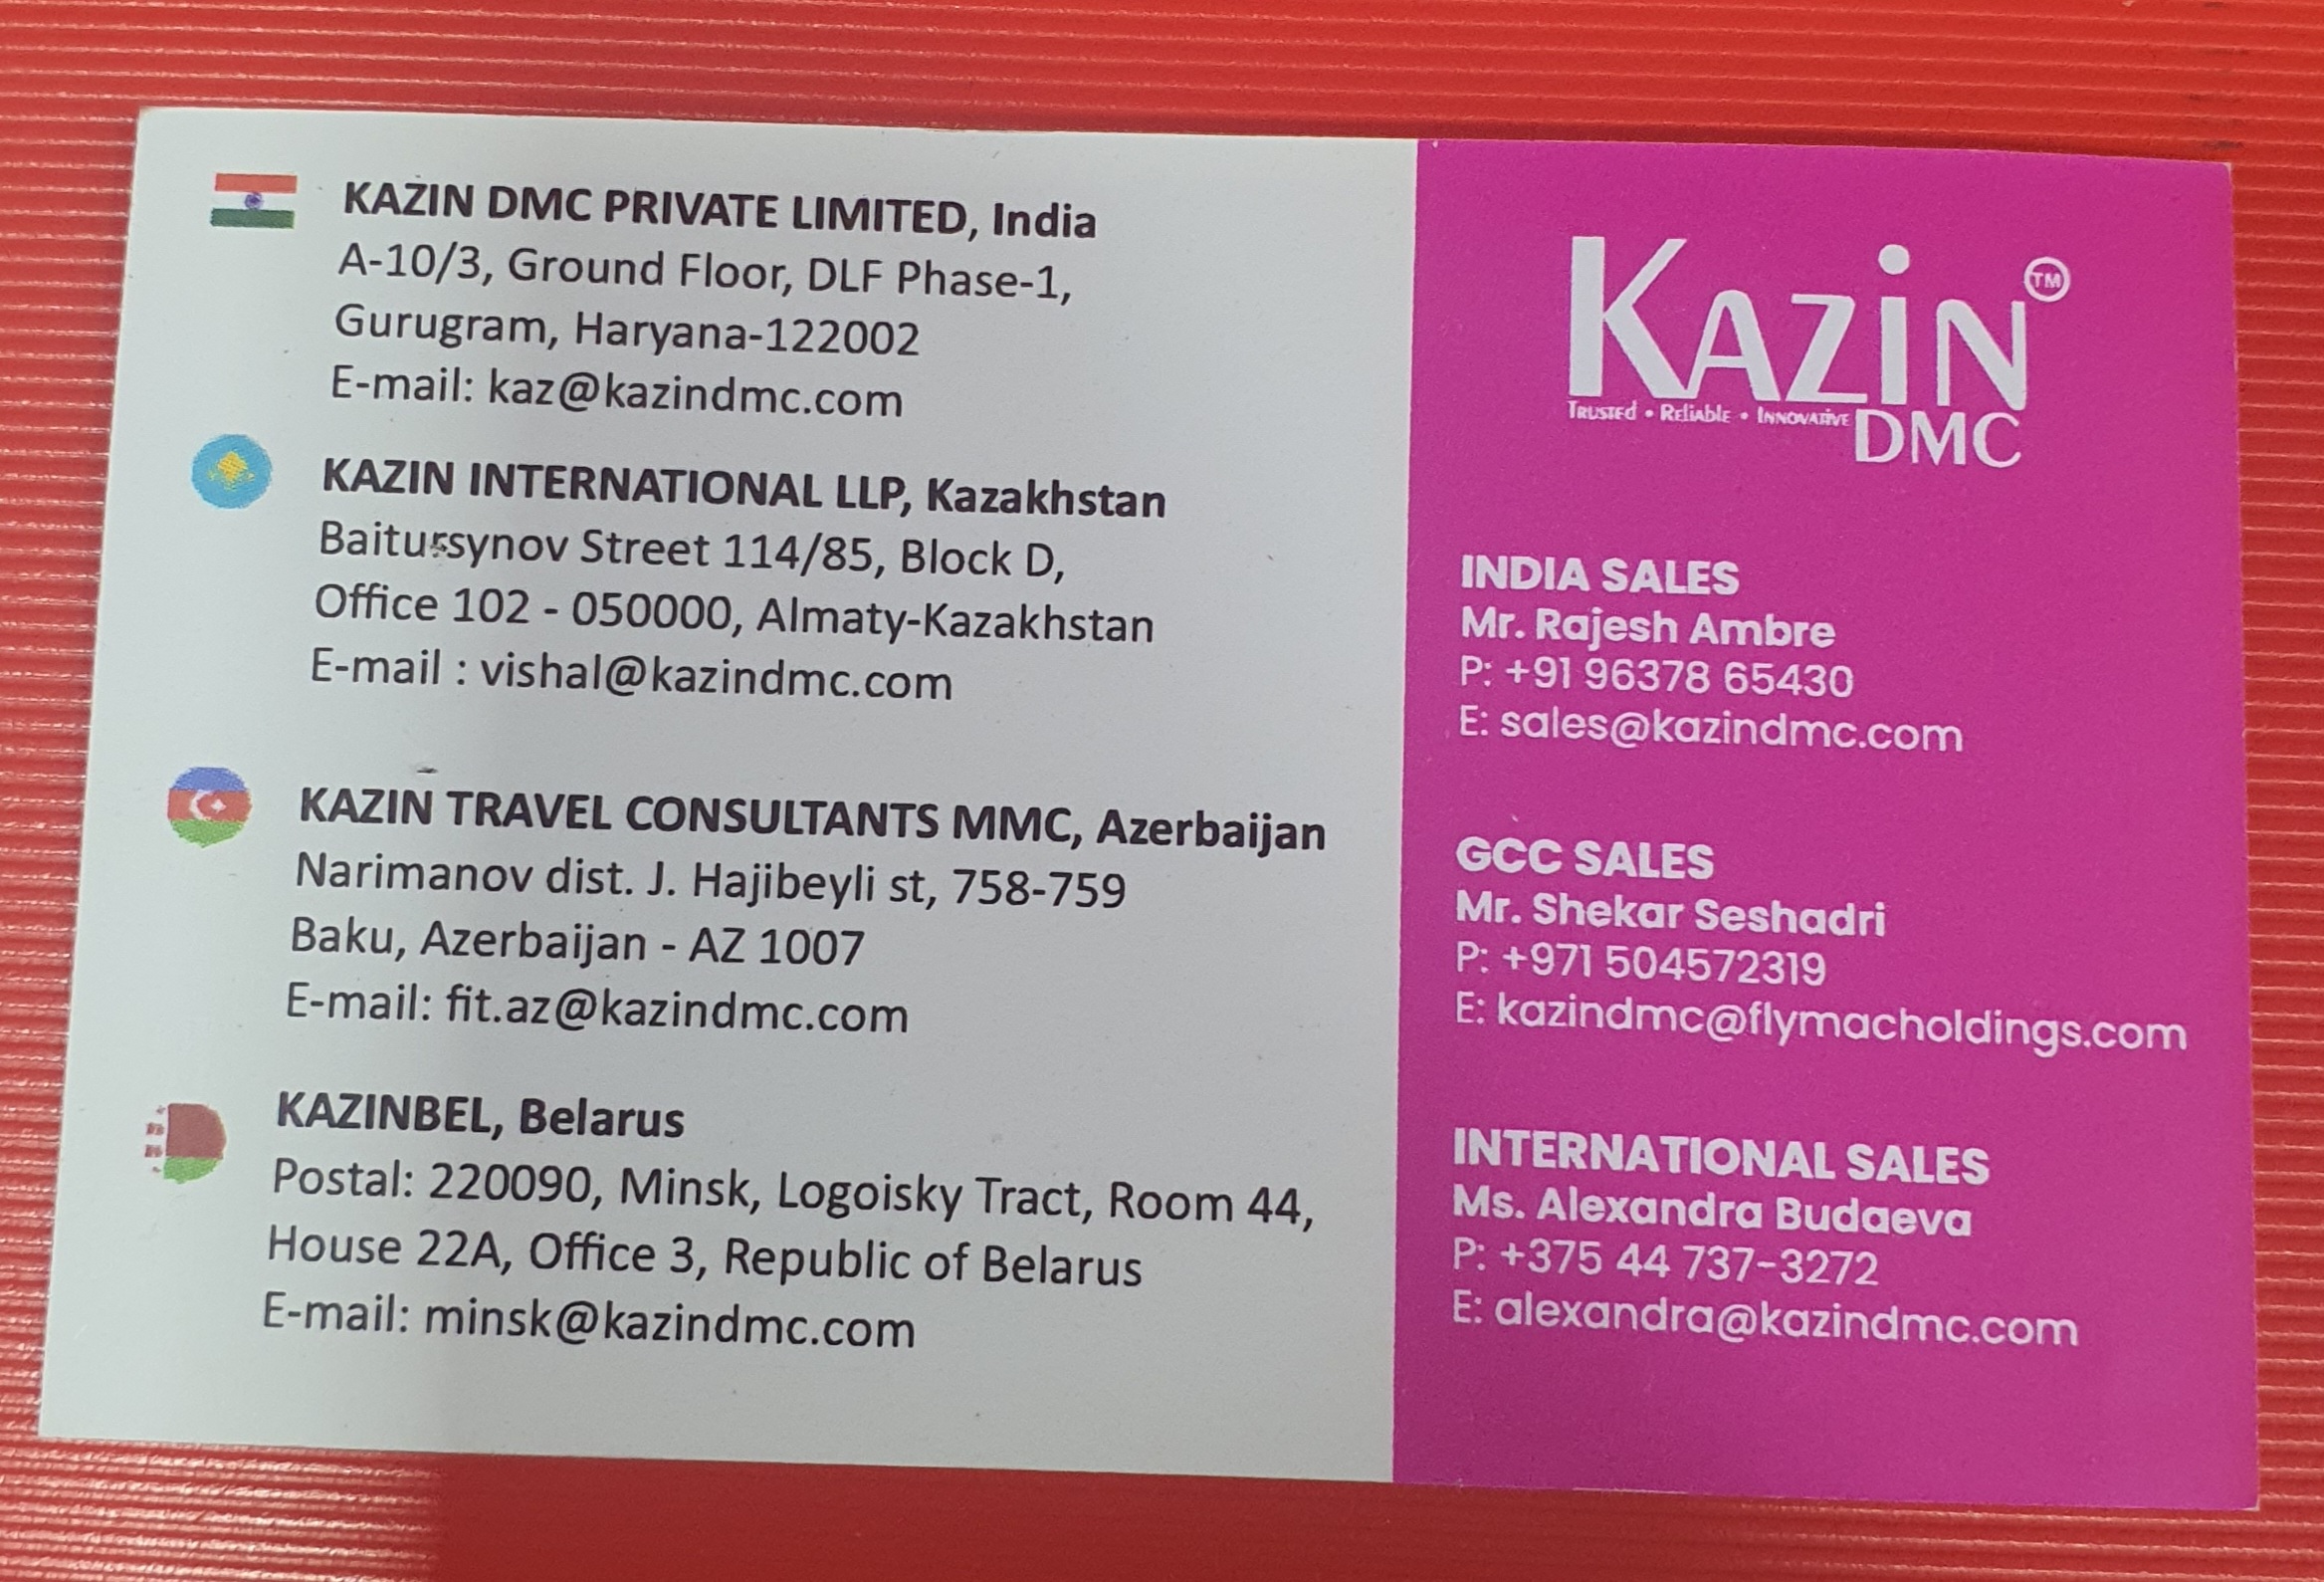 KAZIN DMC PRIVATE LIMITED, India
A-10/3, Ground Floor, DLF Phase-1,
Gurugram, Haryana-122002
E-mail: kaz@kazindmc.com
KAZIN INTERNATIONAL LLP, Kazakhstan
Baitursynov Street 114/85, Block D,
Office 102 - 050000, Almaty-Kazakhstan
E-mail : vishal@kazindmc.com
KAZIN TRAVEL CONSULTANTS MMC, Azerbaijan
Narimanov dist. J. Hajibeyli st, 758-759
Baku, Azerbaijan - AZ 1007
E-mail: fit.az@kazindmc.com
KAZINBEL, Belarus
Postal: 220090, Minsk, Logoisky Tract, Room 44,
House 22A, Office 3, Republic of Belarus
E-mail: minsk@kazindmc.com
KAZiN TM
TRUSTEd • REliAblE • INNOVATiVE
DMC
INDIA SALES
Mr. Rajesh Ambre
P: +91 96378 65430
E: sales@kazindmc.com
GCC SALES
Mr. Shekar Seshadri
P: +971 504572319
E: kazindmc@flymacholdings.com
INTERNATIONAL SALES
Ms. Alexandra Budaeva
P: +375 44 737-3272
E: alexandra@kazindmc.com